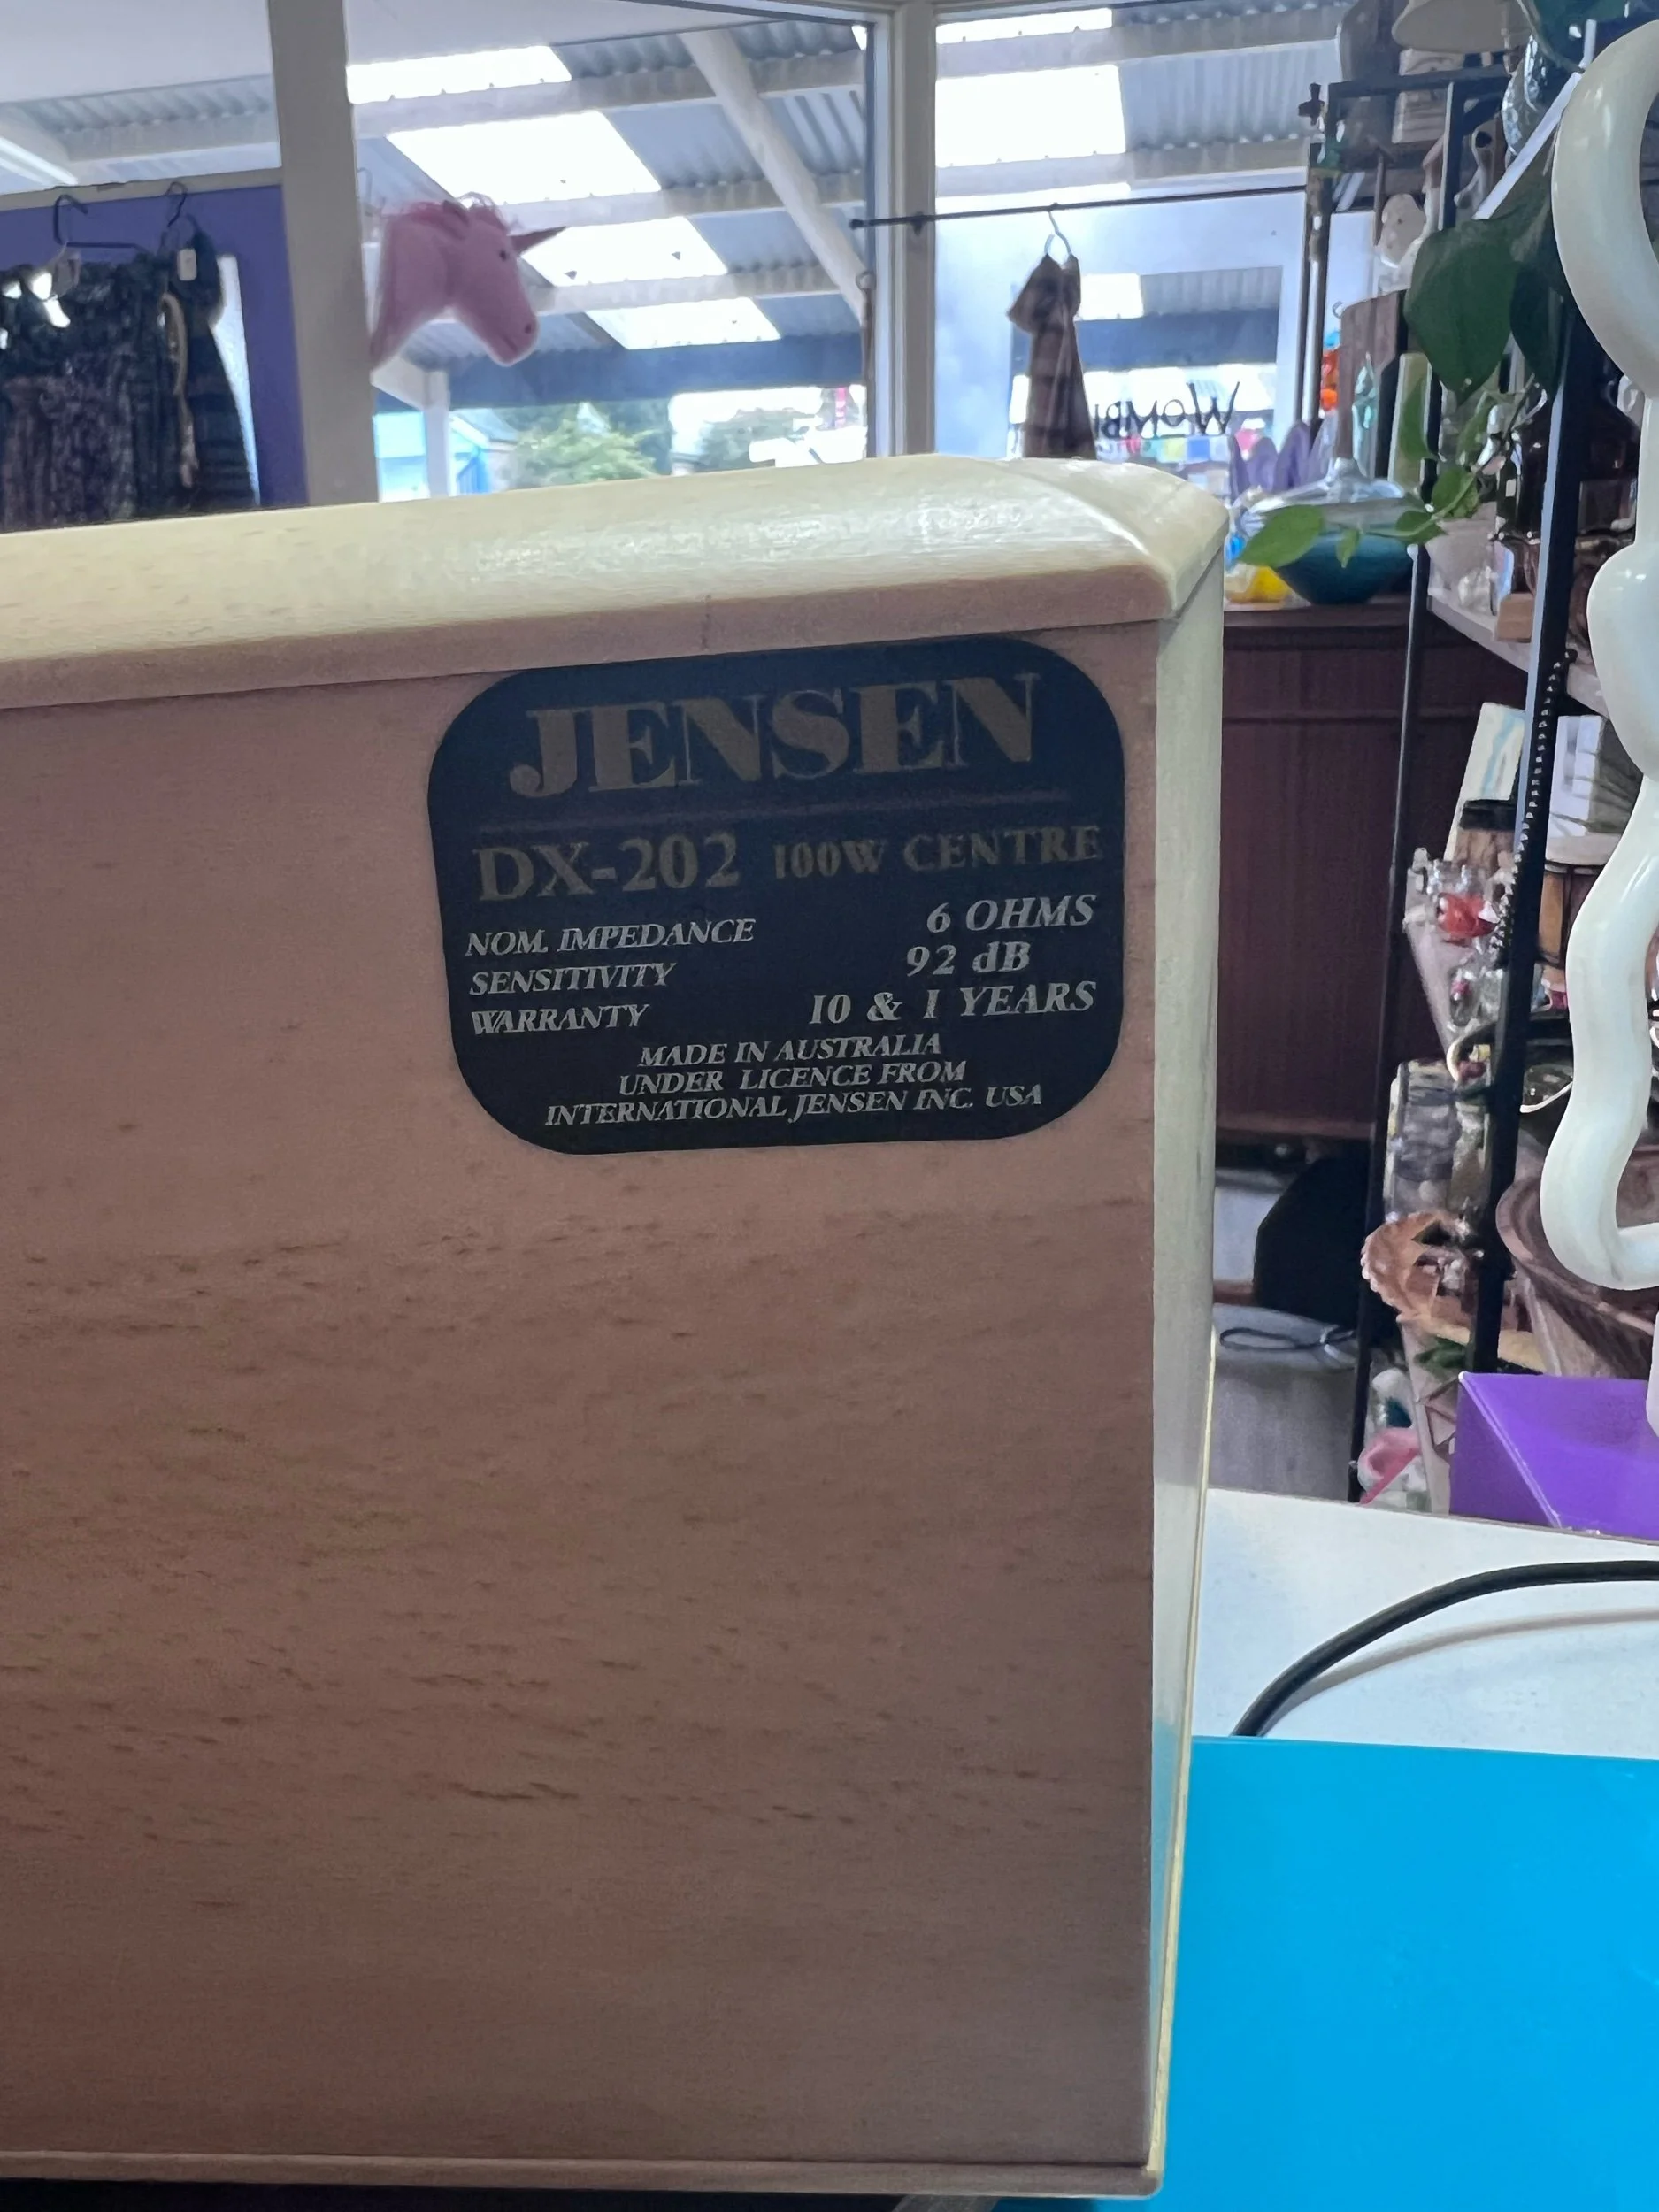 JENSEN
DX-202 100W CENTRE
NOM. IMPEDANCE 6 OHMS
SENSITIVITY 92 dB
WARRANTY 10 & 1 YEARS
MADE IN AUSTRALIA
UNDER LICENCE FROM
INTERNATIONAL JENSEN INC. USA